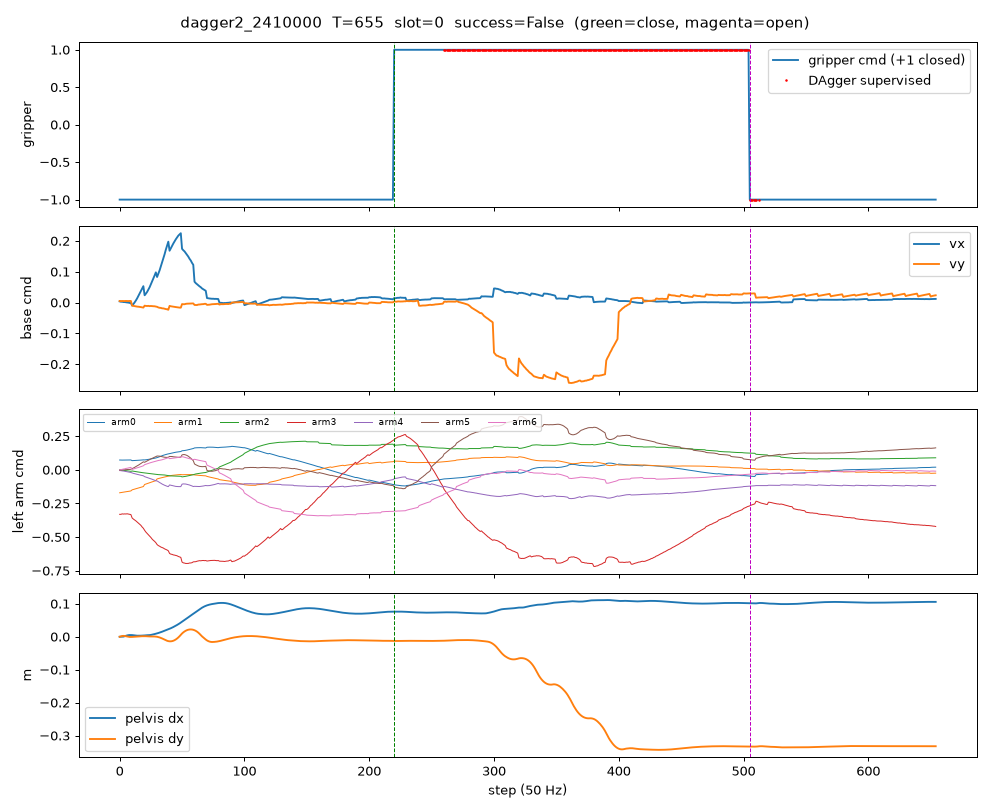 dagger2_2410000  T=655  slot=0  success=False  (green=close, magenta=open)
1.0
0.5
0.0
−0.5
−1.0
gripper
gripper cmd (+1 closed)
DAgger supervised
0.2
0.1
0.0
−0.1
−0.2
base cmd
vx
vy
0.25
0.00
−0.25
−0.50
−0.75
left arm cmd
arm0 arm1 arm2 arm3 arm4 arm5 arm6
0.1
0.0
−0.1
−0.2
−0.3
m
pelvis dx
pelvis dy
0 100 200 300 400 500 600
step (50 Hz)